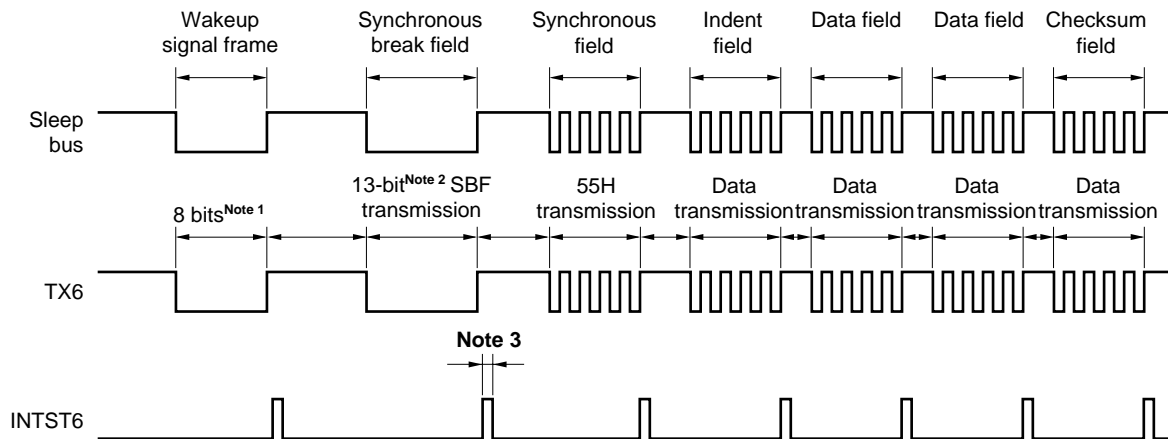 Wakeup signal frame
Synchronous break field
Synchronous field
Indent field
Data field
Data field
Checksum field
Sleep bus
8 bitsNote 1
13-bitNote 2 SBF transmission
55H transmission
Data transmission
Data transmission
Data transmission
Data transmission
TX6
Note 3
INTST6